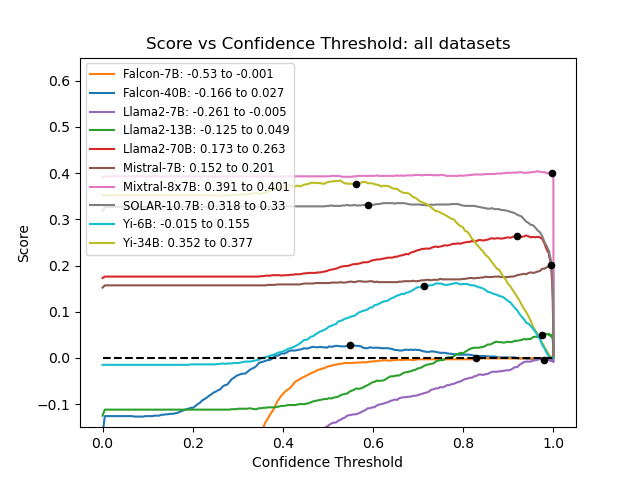 Score vs Confidence Threshold: all datasets
Falcon-7B: -0.53 to -0.001
Falcon-40B: -0.166 to 0.027
Llama2-7B: -0.261 to -0.005
Llama2-13B: -0.125 to 0.049
Llama2-70B: 0.173 to 0.263
Mistral-7B: 0.152 to 0.201
Mixtral-8x7B: 0.391 to 0.401
SOLAR-10.7B: 0.318 to 0.33
Yi-6B: -0.015 to 0.155
Yi-34B: 0.352 to 0.377
Score
0.6
0.5
0.4
0.3
0.2
0.1
0.0
−0.1
0.0 0.2 0.4 0.6 0.8 1.0
Confidence Threshold